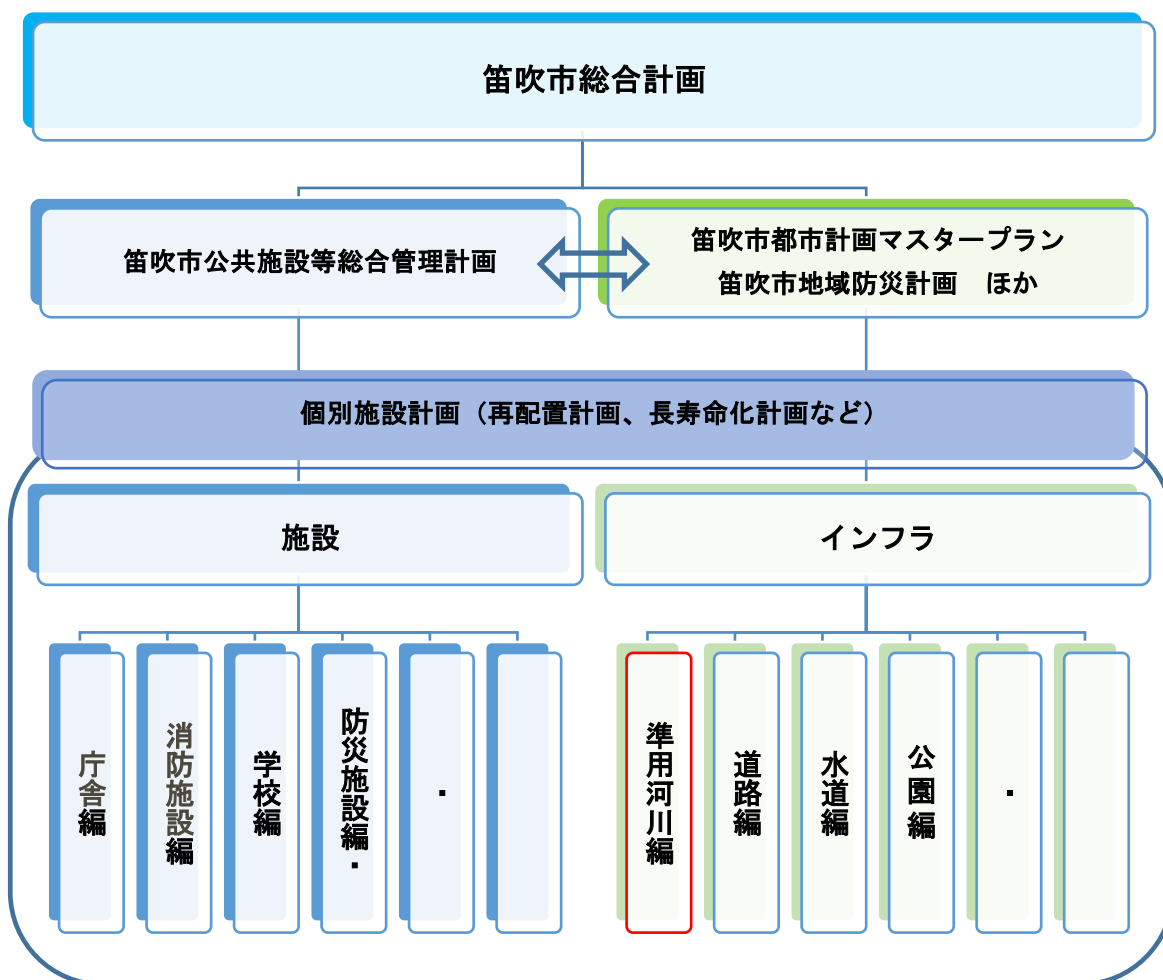 笛吹市総合計画
笛吹市公共施設等総合管理計画
笛吹市都市計画マスタープラン
笛吹市地域防災計画　ほか
個別施設計画（再配置計画、長寿命化計画など）
施設
インフラ
庁舎編
消防施設編
学校編
防災施設編・
・
準用河川編
道路編
水道編
公園編
・